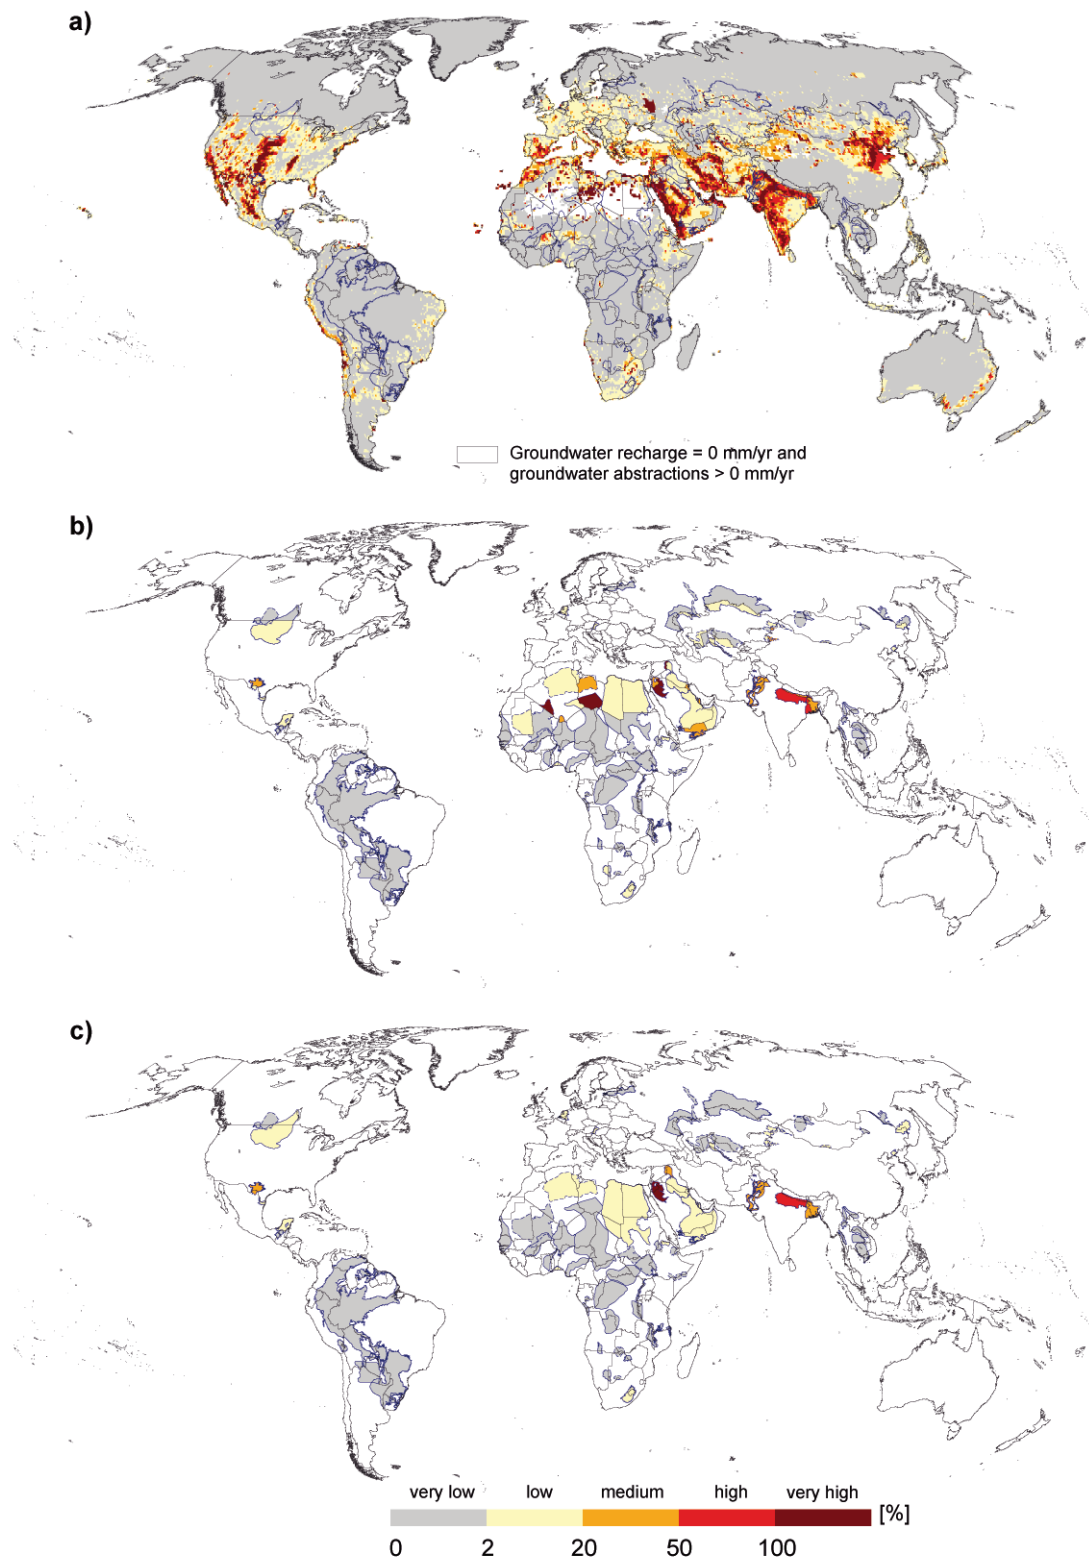 a)
Groundwater recharge = 0 mm/yr and
groundwater abstractions > 0 mm/yr
b)
c)
very low low medium high very high
[%]
0 2 20 50 100